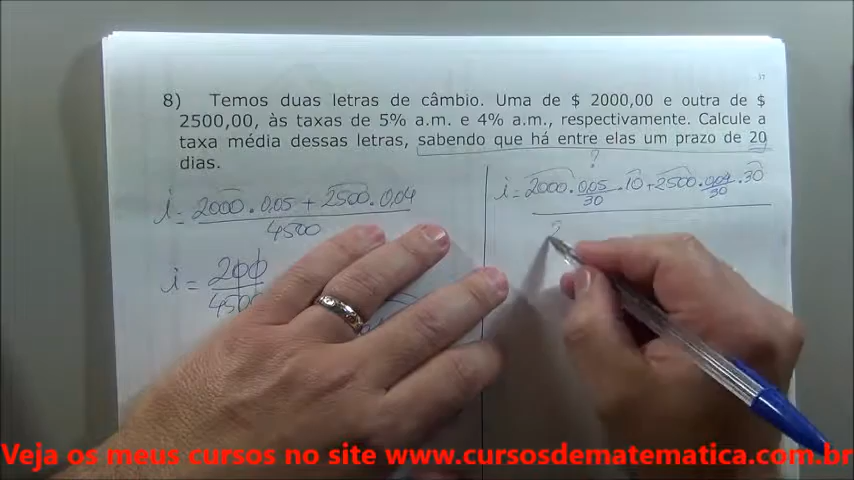 8) Temos duas letras de câmbio. Uma de $ 2000,00 e outra de $
2500,00, às taxas de 5% a.m. e 4% a.m., respectivamente. Calcule a
taxa média dessas letras, sabendo que há entre elas um prazo de 20
dias.
?
i = 2000 . 0,05 + 2500 . 0,04
4500
i = 200
4500
i = 2000 . 0,05/30 . 10 + 2500 . 0,04/30 . 30
Veja os meus cursos no site www.cursosdematematica.com.br